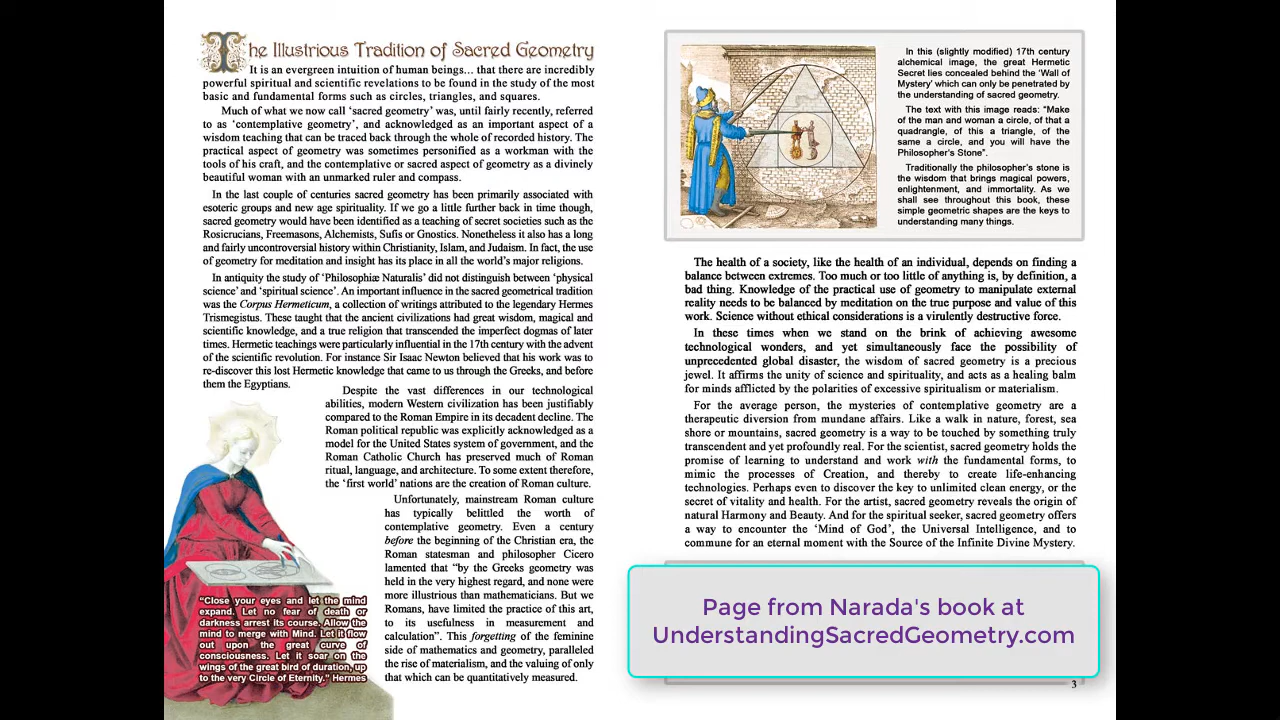 The Illustrious Tradition of Sacred Geometry
It is an evergreen intuition of human beings... that there are incredibly
powerful spiritual and scientific revelations to be found in the study of the most
basic and fundamental forms such as circles, triangles, and squares.
Much of what we now call ‘sacred geometry’ was, until fairly recently, referred
to as ‘contemplative geometry’, and acknowledged as an important aspect of a
wisdom teaching that can be traced back through the whole of recorded history. The
practical aspect of geometry was sometimes personified as a workman with the
tools of his craft, and the contemplative or sacred aspect of geometry as a divinely
beautiful woman with an unmarked ruler and compass.
In the last couple of centuries sacred geometry has been primarily associated with
esoteric groups and new age spirituality. If we go a little further back in time though,
sacred geometry would have been identified as a teaching of secret societies such as the
Rosicrucians, Freemasons, Alchemists, Sufis or Gnostics. Nonetheless it also has a long
and fairly uncontroversial history within Christianity, Islam, and Judaism. In fact, the use
of geometry for meditation and insight has its place in all the world’s major religions.
In antiquity the study of ‘Philosophiæ Naturalis’ did not distinguish between ‘physical
science’ and ‘spiritual science’. An important influence in the sacred geometrical tradition
was the Corpus Hermeticum, a collection of writings attributed to the legendary Hermes
Trismegistus. These taught that the ancient civilizations had great wisdom, magical and
scientific knowledge, and a true religion that transcended the imperfect dogmas of later
times. Hermetic teachings were particularly influential in the 17th century with the advent
of the scientific revolution. For instance Sir Isaac Newton believed that his work was to
re-discover this lost Hermetic knowledge that came to us through the Greeks, and before
them the Egyptians.
Despite the vast differences in our technological
abilities, modern Western civilization has been justifiably
compared to the Roman Empire in its decadent decline. The
Roman political republic was explicitly acknowledged as a
model for the United States system of government, and the
Roman Catholic Church has preserved much of Roman
ritual, language, and architecture. To some extent therefore,
the ‘first world’ nations are the creation of Roman culture.
Unfortunately, mainstream Roman culture
has typically belittled the worth of
contemplative geometry. Even a century
before the beginning of the Christian era, the
Roman statesman and philosopher Cicero
lamented that “by the Greeks geometry was
held in the very highest regard, and none were
more illustrious than mathematicians. But we
Romans, have limited the practice of this art,
to its usefulness in measurement and
calculation”. This forgetting of the feminine
side of mathematics and geometry, paralleled
the rise of materialism, and the valuing of only
that which can be quantitatively measured.
“Close your eyes and let the mind
expand. Let no fear of death or
darkness arrest its course. Allow the
mind to merge with Mind. Let it flow
out upon the great curve of
consciousness. Let it soar on the
wings of the great bird of duration, up
to the very Circle of Eternity.” Hermes
In this (slightly modified) 17th century
alchemical image, the great Hermetic
Secret lies concealed behind the ‘Wall of
Mystery’ which can only be penetrated by
the understanding of sacred geometry.
The text with this image reads: “Make
of the man and woman a circle, of that a
quadrangle, of this a triangle, of the
same a circle, and you will have the
Philosopher’s Stone”.
Traditionally the philosopher’s stone is
the wisdom that brings magical powers,
enlightenment, and immortality. As we
shall see throughout this book, these
simple geometric shapes are the keys to
understanding many things.
The health of a society, like the health of an individual, depends on finding a
balance between extremes. Too much or too little of anything is, by definition, a
bad thing. Knowledge of the practical use of geometry to manipulate external
reality needs to be balanced by meditation on the true purpose and value of this
work. Science without ethical considerations is a virulently destructive force.
In these times when we stand on the brink of achieving awesome
technological wonders, and yet simultaneously face the possibility of
unprecedented global disaster, the wisdom of sacred geometry is a precious
jewel. It affirms the unity of science and spirituality, and acts as a healing balm
for minds afflicted by the polarities of excessive spiritualism or materialism.
For the average person, the mysteries of contemplative geometry are a
therapeutic diversion from mundane affairs. Like a walk in nature, forest, sea
shore or mountains, sacred geometry is a way to be touched by something truly
transcendent and yet profoundly real. For the scientist, sacred geometry holds the
promise of learning to understand and work with the fundamental forms, to
mimic the processes of Creation, and thereby to create life-enhancing
technologies. Perhaps even to discover the key to unlimited clean energy, or the
secret of vitality and health. For the artist, sacred geometry reveals the origin of
natural Harmony and Beauty. And for the spiritual seeker, sacred geometry offers
a way to encounter the ‘Mind of God’, the Universal Intelligence, and to
commune for an eternal moment with the Source of the Infinite Divine Mystery.
Page from Narada's book at
UnderstandingSacredGeometry.com
3